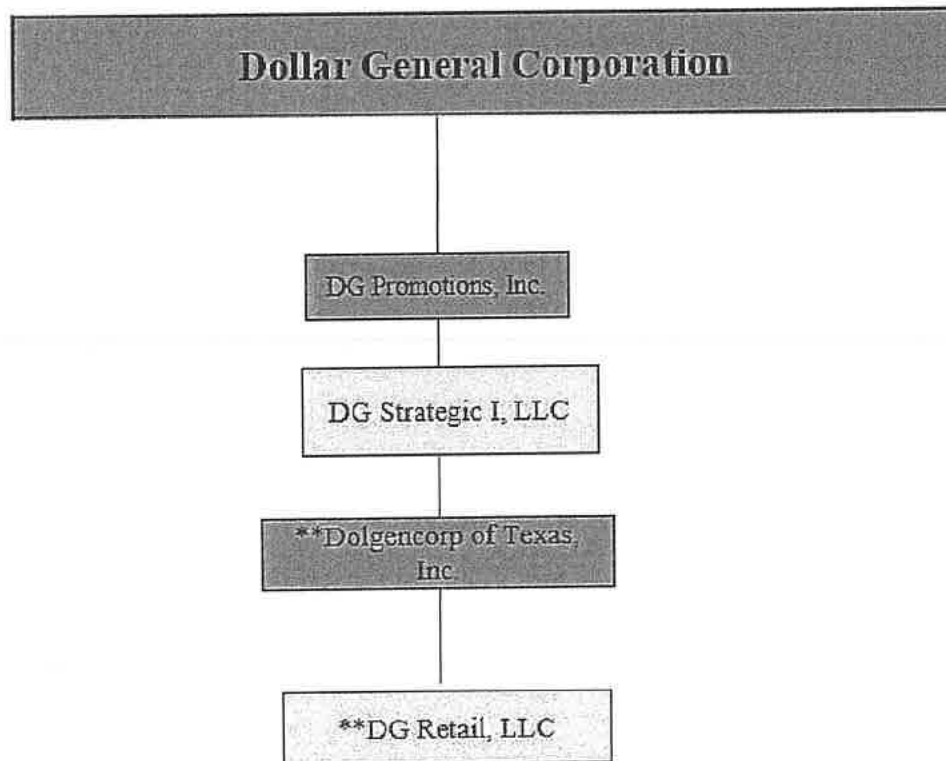 Dollar General Corporation
DG Promotions, Inc.
DG Strategic I, LLC
**Dolgencorp of Texas,
Inc.
**DG Retail, LLC